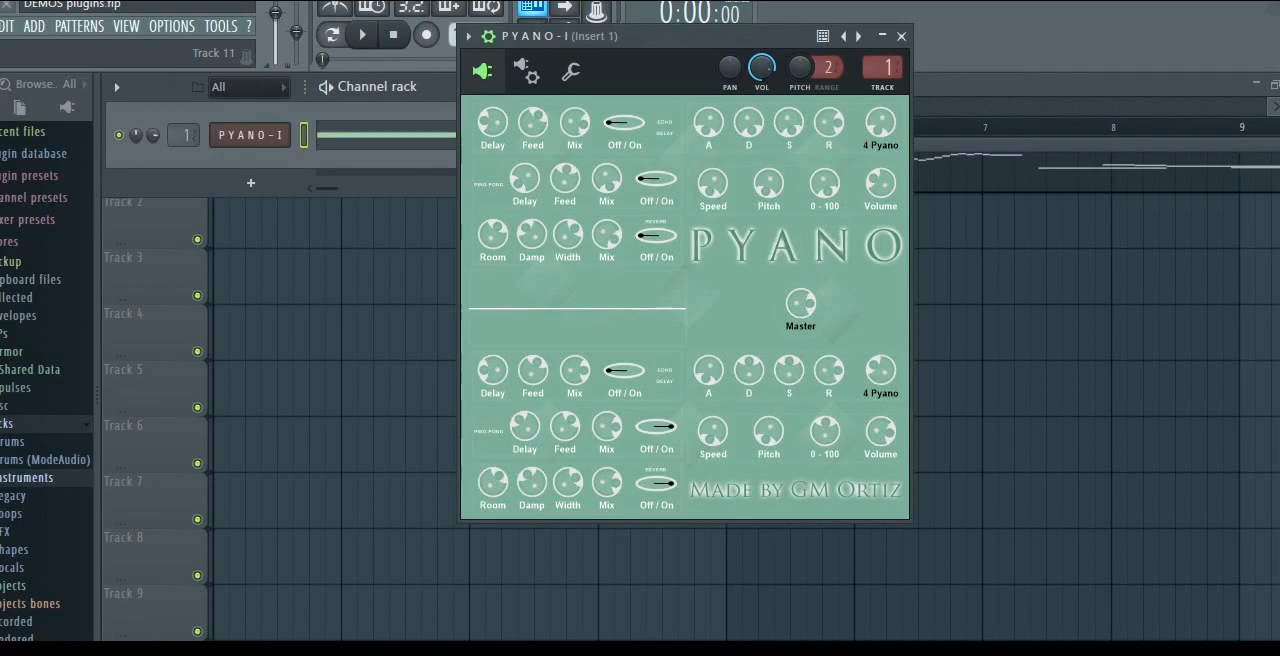 DEMOS plugins.flp
DIT ADD PATTERNS VIEW OPTIONS TOOLS ?
3.2
0:00:00
Track 11
PYANO-I (Insert 1)
PAN VOL PITCH RANGE TRACK
2
1
Browse.. All
All
Channel rack
cent files
ugin database
ugin presets
annel presets
xer presets
ores
ckup
ipboard files
llected
velopes
Ps
rmor
Shared Data
pulses
sc
cks
rums
rums (ModeAudio)
nstruments
egacy
oops
FX
hapes
ocals
ojects
ojects bones
corded
ndered
1 PYANO-I
+
7 8 9
Track 2
Track 3
Track 4
Track 5
Track 6
Track 7
Track 8
Track 9
Delay Feed Mix Off / On ECHO DELAY
A D S R 4 Pyano
PING PONG Delay Feed Mix Off / On
Speed Pitch 0 - 100 Volume
REVERB
Room Damp Width Mix Off / On
PYANO
Master
Delay Feed Mix Off / On ECHO DELAY
A D S R 4 Pyano
PING PONG Delay Feed Mix Off / On
Speed Pitch 0 - 100 Volume
REVERB
Room Damp Width Mix Off / On
MADE BY GM ORTIZ